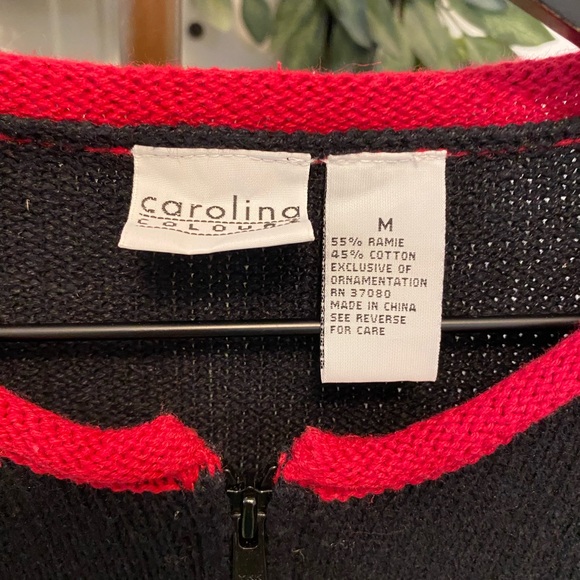 carolina
COLOURS
M
55% RAMIE
45% COTTON
EXCLUSIVE OF
ORNAMENTATION
RN 37080
MADE IN CHINA
SEE REVERSE
FOR CARE